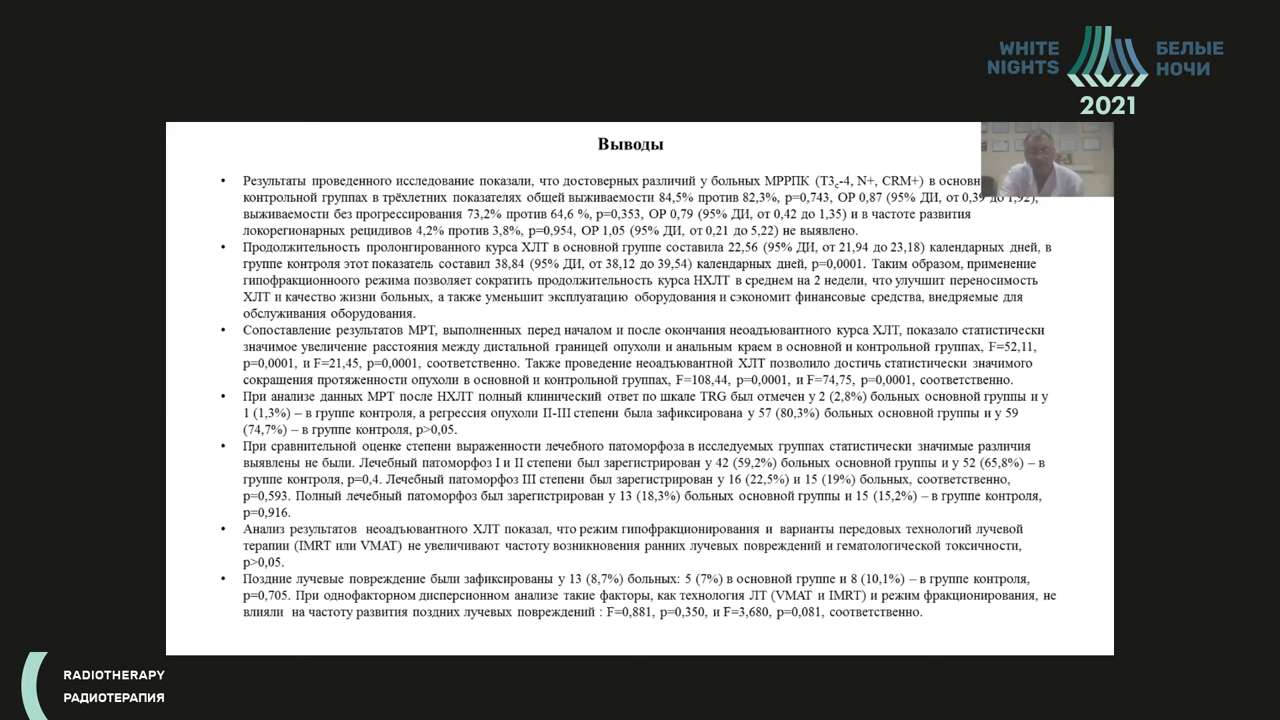 WHITE NIGHTS
БЕЛЫЕ НОЧИ
2021
Выводы
• Результаты проведенного исследование показали, что достоверных различий у больных МРРПК (T3c-4, N+, CRM+) в
контрольной группах в трёхлетних показателях общей выживаемости 84,5% против 82,3%, p=0,743, ОР 0,87 (95% ДИ, от 0,39 до 1,92),
выживаемости без прогрессирования 73,2% против 64,6 %, p=0,353, ОР 0,79 (95% ДИ, от 0,42 до 1,35) и в частоте развития
локорегионарных рецидивов 4,2% против 3,8%, p=0,954, ОР 1,05 (95% ДИ, от 0,21 до 5,22) не выявлено.
• Продолжительность пролонгированного курса ХЛТ в основной группе составила 22,56 (95% ДИ, от 21,94 до 23,18) календарных дней, в
группе контроля этот показатель составил 38,84 (95% ДИ, от 38,12 до 39,54) календарных дней, p=0,0001. Таким образом, применение
гипофракционноого режима позволяет сократить продолжительность курса НХЛТ в среднем на 2 недели, что улучшит переносимость
ХЛТ и качество жизни больных, а также уменьшит эксплуатацию оборудования и сэкономит финансовые средства, внедряемые для
обслуживания оборудования.
• Сопоставление результатов МРТ, выполненных перед началом и после окончания неоадъювантного курса ХЛТ, показало статистически
значимое увеличение расстояния между дистальной границей опухоли и анальным краем в основной и контрольной группах, F=52,11,
p=0,0001, и F=21,45, p=0,0001, соответственно. Также проведение неоадъювантной ХЛТ позволило достичь статистически значимого
сокращения протяженности опухоли в основной и контрольной группах, F=108,44, p=0,0001, и F=74,75, p=0,0001, соответственно.
• При анализе данных МРТ после НХЛТ полный клинический ответ по шкале TRG был отмечен у 2 (2,8%) больных основной группы и у
1 (1,3%) – в группе контроля, а регрессия опухоли II-III степени была зафиксирована у 57 (80,3%) больных основной группы и у 59
(74,7%) – в группе контроля, p>0,05.
• При сравнительной оценке степени выраженности лечебного патоморфоза в исследуемых группах статистически значимые различия
выявлены не были. Лечебный патоморфоз I и II степени был зарегистрирован у 42 (59,2%) больных основной группы и у 52 (65,8%) – в
группе контроля, p=0,4. Лечебный патоморфоз III степени был зарегистрирован у 16 (22,5%) и 15 (19%) больных, соответственно,
p=0,593. Полный лечебный патоморфоз был зарегистрирован у 13 (18,3%) больных основной группы и 15 (15,2%) – в группе контроля,
p=0,916.
• Анализ результатов неоадъювантного ХЛТ показал, что режим гипофракционирования и варианты передовых технологий лучевой
терапии (IMRT или VMAT) не увеличивают частоту возникновения ранних лучевых повреждений и гематологической токсичности,
p>0,05.
• Поздние лучевые повреждение были зафиксированы у 13 (8,7%) больных: 5 (7%) в основной группе и 8 (10,1%) – в группе контроля,
p=0,705. При однофакторном дисперсионном анализе такие факторы, как технология ЛТ (VMAT и IMRT) и режим фракционирования, не
влияли на частоту развития поздних лучевых повреждений : F=0,881, p=0,350, и F=3,680, p=0,081, соответственно.
RADIOTHERAPY
РАДИОТЕРАПИЯ